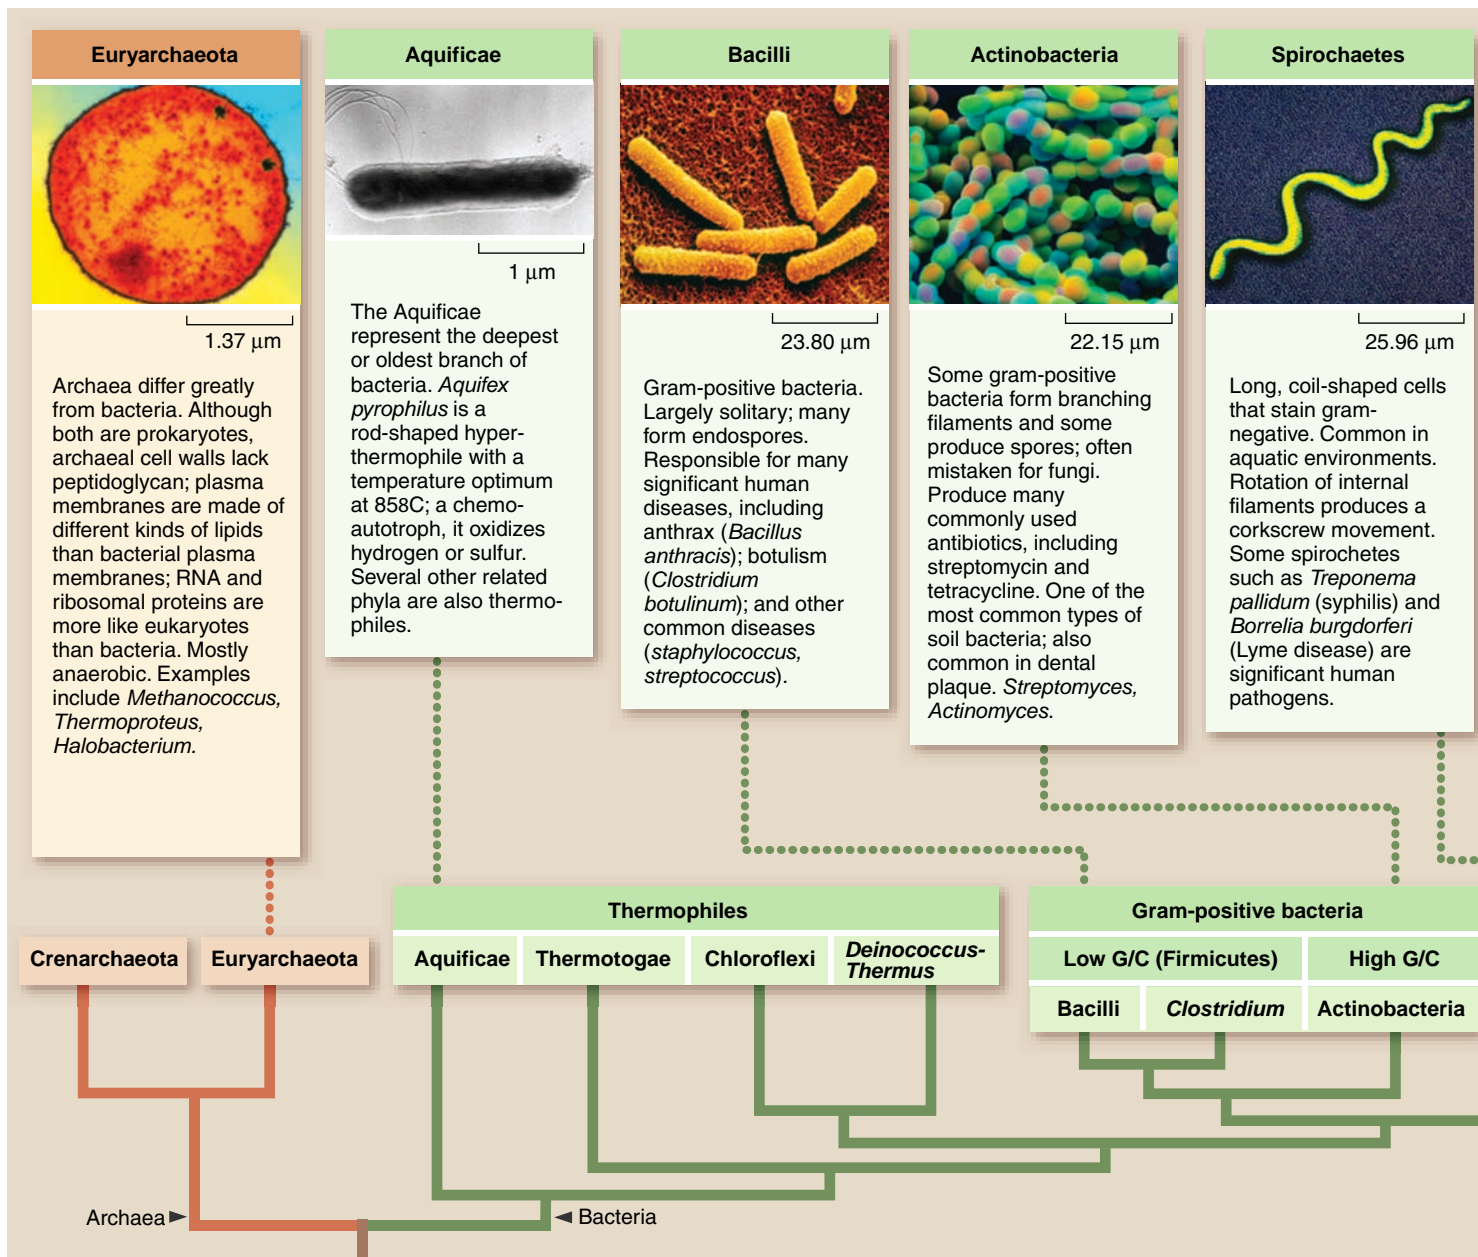 Euryarchaeota
1.37 μm
Archaea differ greatly
from bacteria. Although
both are prokaryotes,
archaeal cell walls lack
peptidoglycan; plasma
membranes are made of
different kinds of lipids
than bacterial plasma
membranes; RNA and
ribosomal proteins are
more like eukaryotes
than bacteria. Mostly
anaerobic. Examples
include Methanococcus,
Thermoproteus,
Halobacterium.
Aquificae
1 μm
The Aquificae
represent the deepest
or oldest branch of
bacteria. Aquifex
pyrophilus is a
rod-shaped hyper-
thermophile with a
temperature optimum
at 858C; a chemo-
autotroph, it oxidizes
hydrogen or sulfur.
Several other related
phyla are also thermo-
philes.
Bacilli
23.80 μm
Gram-positive bacteria.
Largely solitary; many
form endospores.
Responsible for many
significant human
diseases, including
anthrax (Bacillus
anthracis); botulism
(Clostridium
botulinum); and other
common diseases
(staphylococcus,
streptococcus).
Actinobacteria
22.15 μm
Some gram-positive
bacteria form branching
filaments and some
produce spores; often
mistaken for fungi.
Produce many
commonly used
antibiotics, including
streptomycin and
tetracycline. One of the
most common types of
soil bacteria; also
common in dental
plaque. Streptomyces,
Actinomyces.
Spirochaetes
25.96 μm
Long, coil-shaped cells
that stain gram-
negative. Common in
aquatic environments.
Rotation of internal
filaments produces a
corkscrew movement.
Some spirochetes
such as Treponema
pallidum (syphilis) and
Borrelia burgdorferi
(Lyme disease) are
significant human
pathogens.
Crenarchaeota
Euryarchaeota
Thermophiles
Aquificae
Thermotogae
Chloroflexi
Deinococcus-
Thermus
Gram-positive bacteria
Low G/C (Firmicutes)
High G/C
Bacilli
Clostridium
Actinobacteria
Archaea
Bacteria